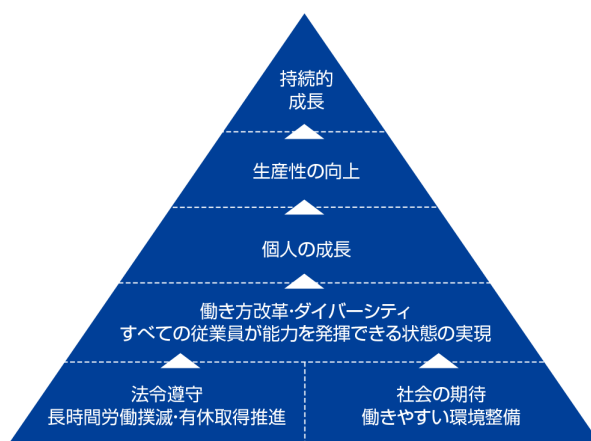 持続的
成長
生産性の向上
個人の成長
働き方改革・ダイバーシティ
すべての従業員が能力を発揮できる状態の実現
法令遵守
長時間労働撲滅・有休取得推進
社会の期待
働きやすい環境整備